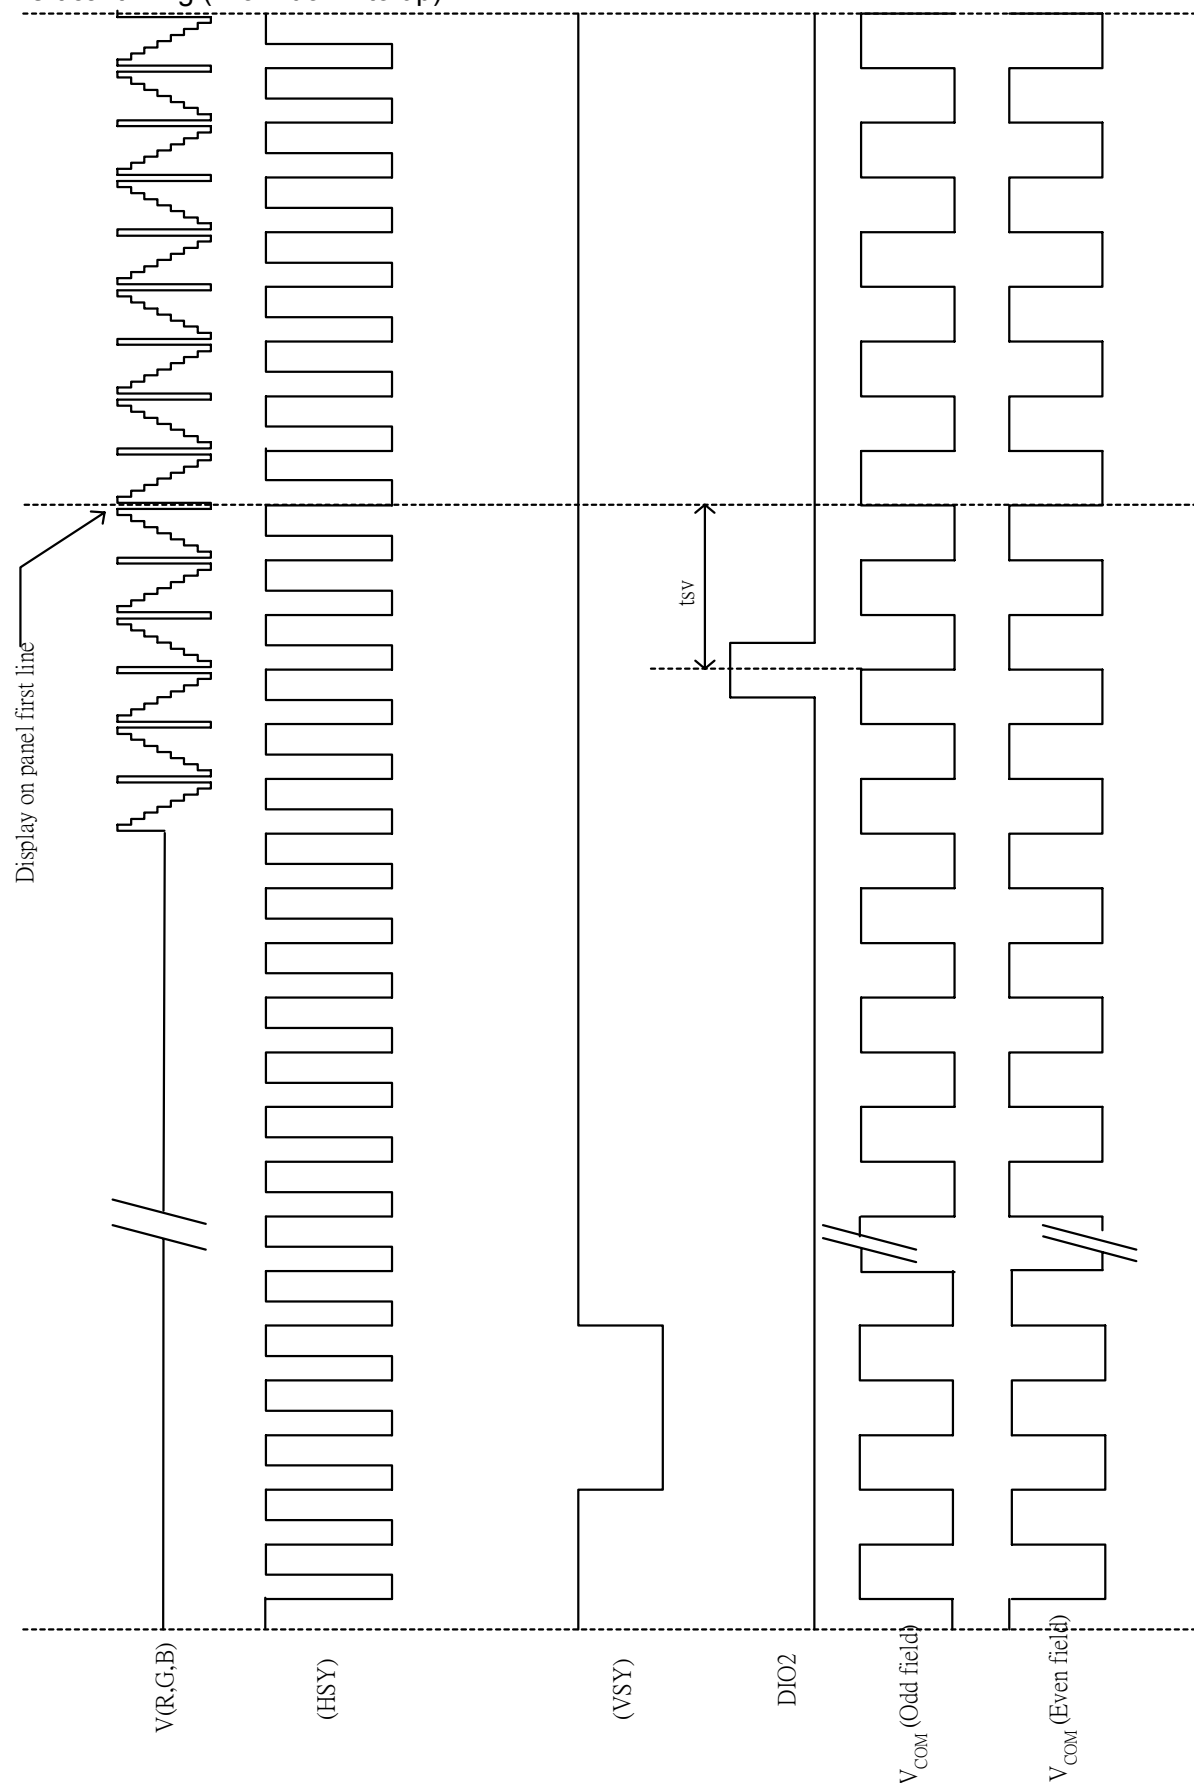 Display on panel first line
tsv
V(R,G,B)
(HSY)
(VSY)
DIO2
VCOM (Odd field)
VCOM (Even field)